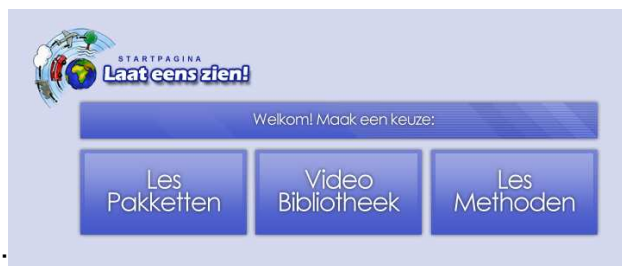 STARTPAGINA
Laat eens zien!
Welkom! Maak een keuze:
Les
Pakketten
Video
Bibliotheek
Les
Methoden
.